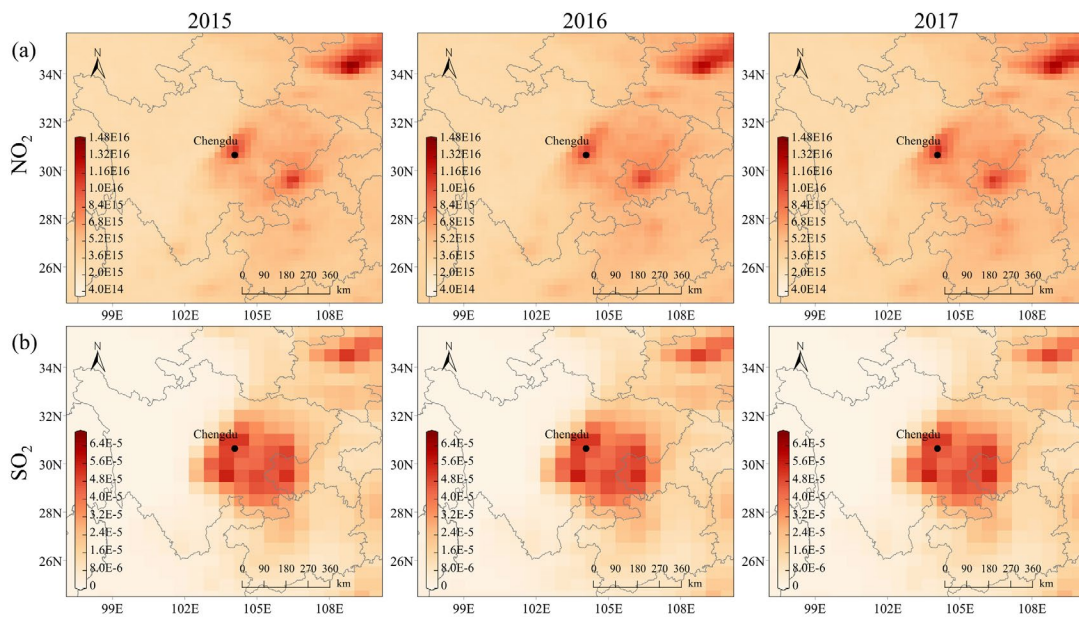 2015 2016 2017
(a)
NO₂
N N N
34N 34N 34N
32N 32N 32N
Chengdu Chengdu Chengdu
30N 30N 30N
28N 28N 28N
26N 26N 26N
1.48E16 1.48E16 1.48E16
1.32E16 1.32E16 1.32E16
1.16E16 1.16E16 1.16E16
1.0E16 1.0E16 1.0E16
8.4E15 8.4E15 8.4E15
6.8E15 6.8E15 6.8E15
5.2E15 5.2E15 5.2E15
3.6E15 3.6E15 3.6E15
2.0E15 2.0E15 2.0E15
4.0E14 4.0E14 4.0E14
0 90 180 270 360 0 90 180 270 360 0 90 180 270 360
km km km
99E 102E 105E 108E 99E 102E 105E 108E 99E 102E 105E 108E
(b)
SO₂
N N N
34N 34N 34N
32N 32N 32N
Chengdu Chengdu Chengdu
30N 30N 30N
28N 28N 28N
26N 26N 26N
6.4E-5 6.4E-5 6.4E-5
5.6E-5 5.6E-5 5.6E-5
4.8E-5 4.8E-5 4.8E-5
4.0E-5 4.0E-5 4.0E-5
3.2E-5 3.2E-5 3.2E-5
2.4E-5 2.4E-5 2.4E-5
1.6E-5 1.6E-5 1.6E-5
8.0E-6 8.0E-6 8.0E-6
0 0 0
0 90 180 270 360 0 90 180 270 360 0 90 180 270 360
km km km
99E 102E 105E 108E 99E 102E 105E 108E 99E 102E 105E 108E